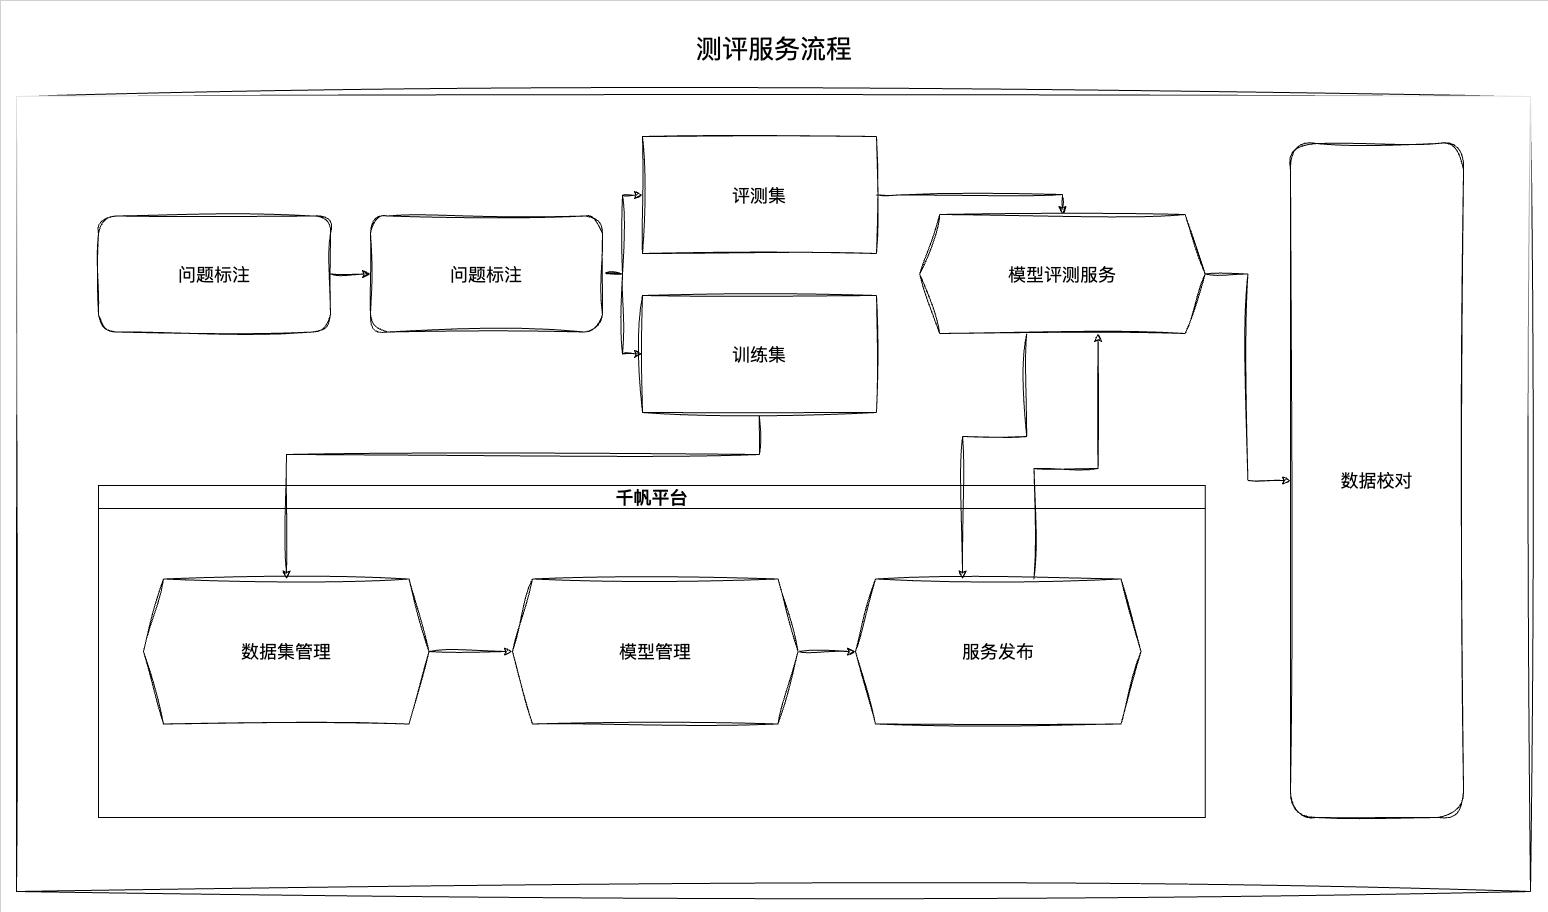 测评服务流程
问题标注
问题标注
评测集
训练集
模型评测服务
数据校对
千帆平台
数据集管理
模型管理
服务发布